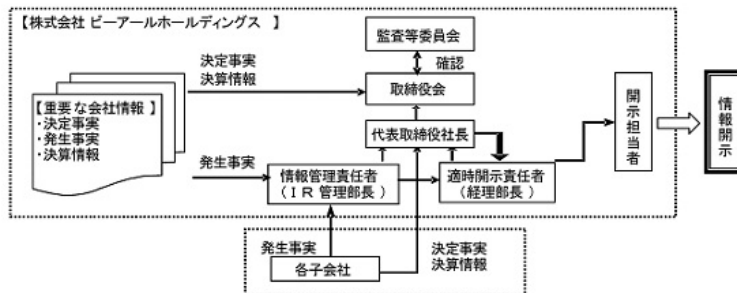 【株式会社 ビーアールホールディングス 】
監査等委員会
決定事実
決算情報
確認
取締役会
【重要な会社情報 】
・決定事実
・発生事実
・決算情報
代表取締役社長
開示担当者
情報開示
発生事実
情報管理責任者
(ＩＲ 管理部長)
適時開示責任者
(経理部長)
発生事実
決定事実
決算情報
各子会社